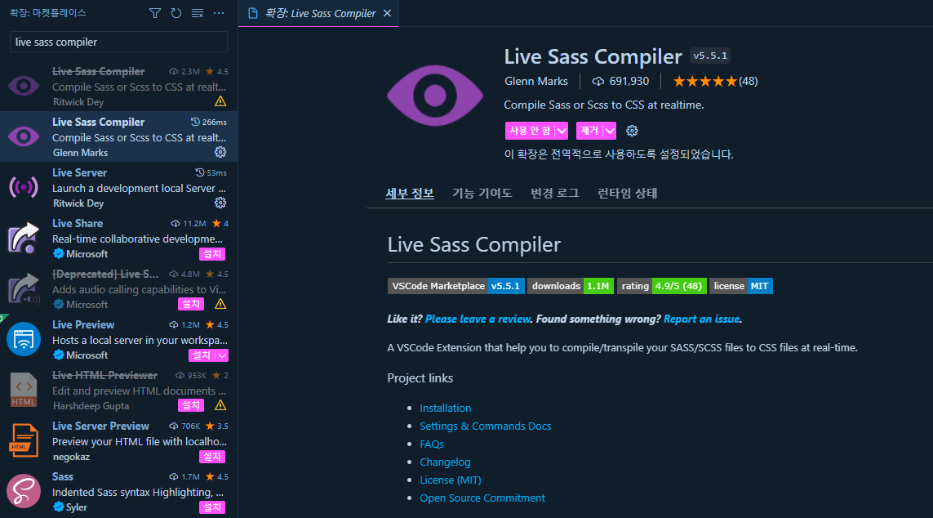 확장: 마켓플레이스
live sass compiler
Live Sass Compiler 2.3M 4.5
Compile Sass or Scss to CSS at realt...
Ritwick Dey
Live Sass Compiler 266ms
Compile Sass or Scss to CSS at realt...
Glenn Marks
Live Server 53ms
Launch a development local Server ...
Ritwick Dey
Live Share 11.2M 4
Real-time collaborative developme...
Microsoft 설치
[Deprecated] Live S... 4.8M 4.5
Adds audio calling capabilities to Vi...
Microsoft 설치
Live Preview 1.2M 4.5
Hosts a local server in your workspa...
Microsoft 설치
Live HTML Previewer 953K 2
Edit and preview HTML documents ...
Harshdeep Gupta 설치
HTML
Live Server Preview 706K 3.5
Preview your HTML file with localho...
negokaz 설치
HTML
Sass 1.7M 4.5
Indented Sass syntax Highlighting, ...
Syler 설치
확장: Live Sass Compiler
Live Sass Compiler v5.5.1
Glenn Marks 691,930 (48)
Compile Sass or Scss to CSS at realtime.
사용 안 함 제거
이 확장은 전역적으로 사용하도록 설정되었습니다.
세부 정보 기능 기여도 변경 로그 런타임 상태
Live Sass Compiler
VSCode Marketplace v5.5.1 downloads 1.1M rating 4.9/5 (48) license MIT
Like it? Please leave a review. Found something wrong? Report an issue.
A VSCode Extension that help you to compile/transpile your SASS/SCSS files to CSS files at real-time.
Project links
Installation
Settings & Commands Docs
FAQs
Changelog
License (MIT)
Open Source Commitment